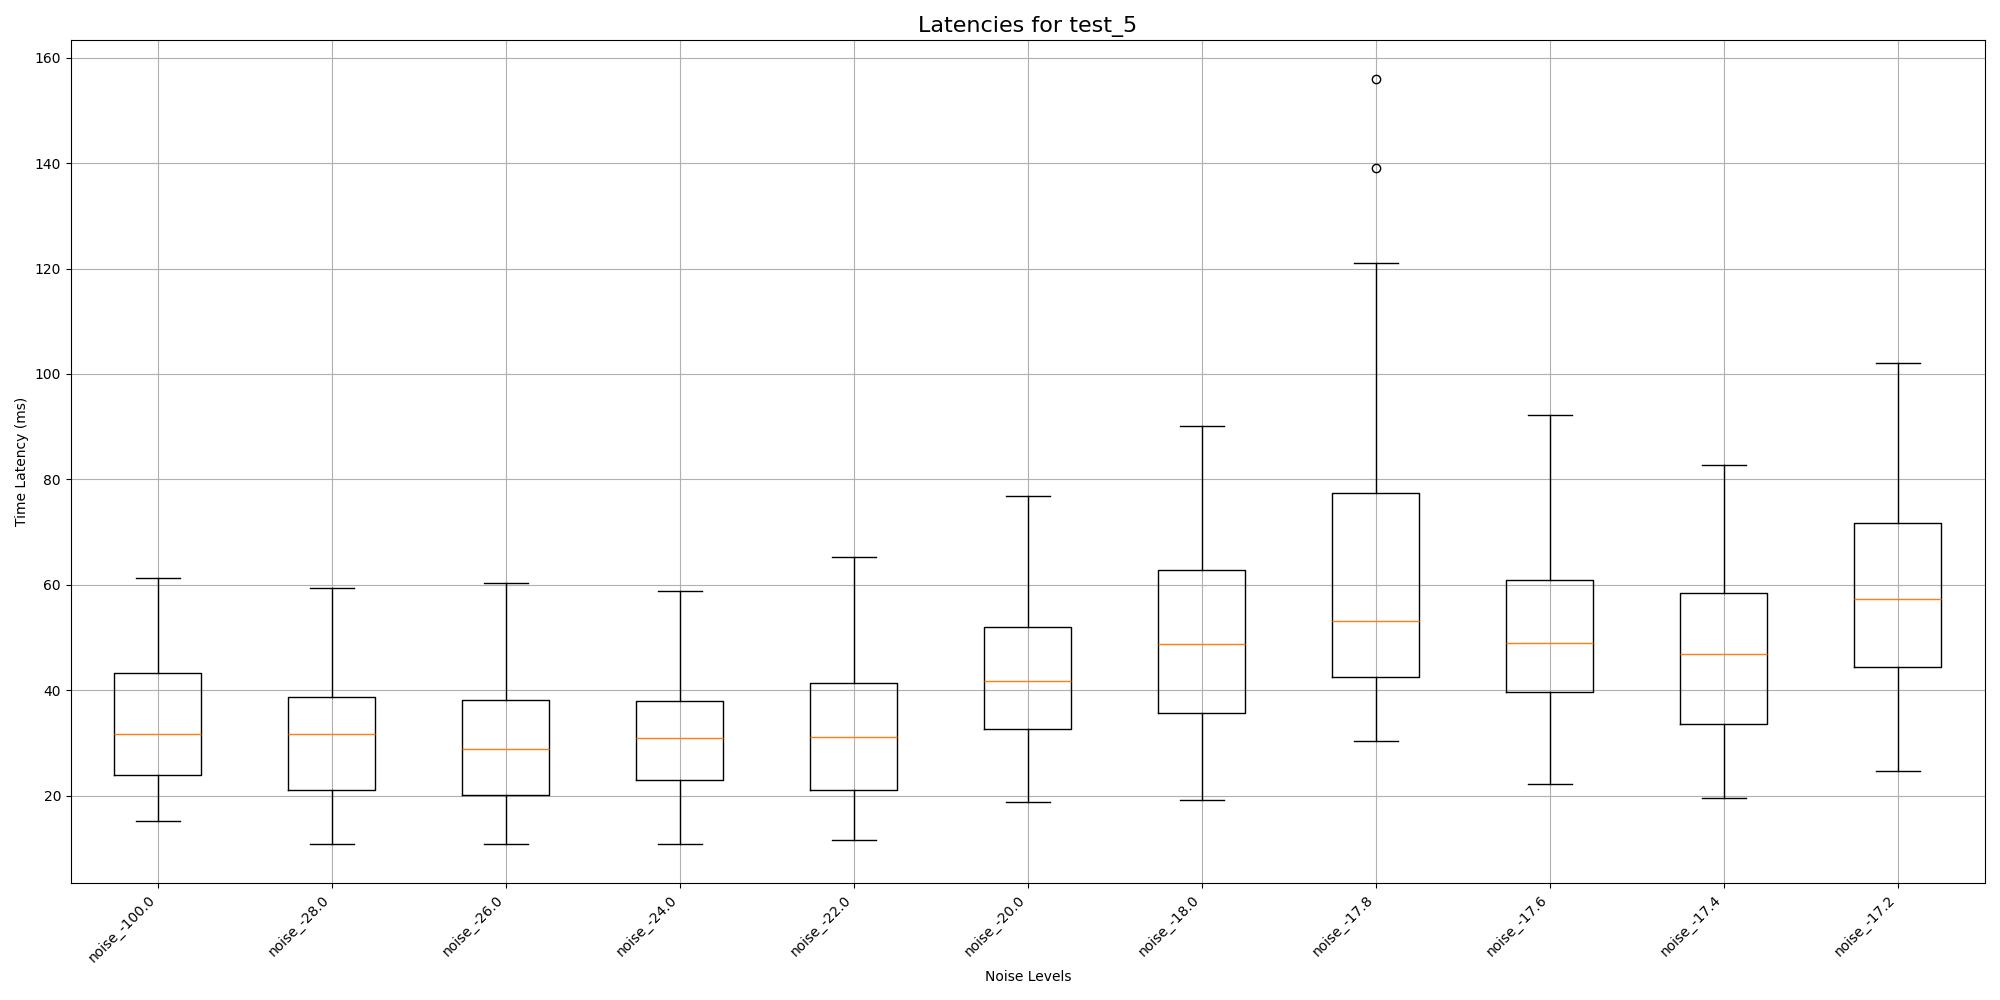 Latencies for test_5
160
140
120
100
80
60
40
20
Time Latency (ms)
noise_-100.0
noise_-28.0
noise_-26.0
noise_-24.0
noise_-22.0
noise_-20.0
noise_-18.0
noise_-17.8
noise_-17.6
noise_-17.4
noise_-17.2
Noise Levels